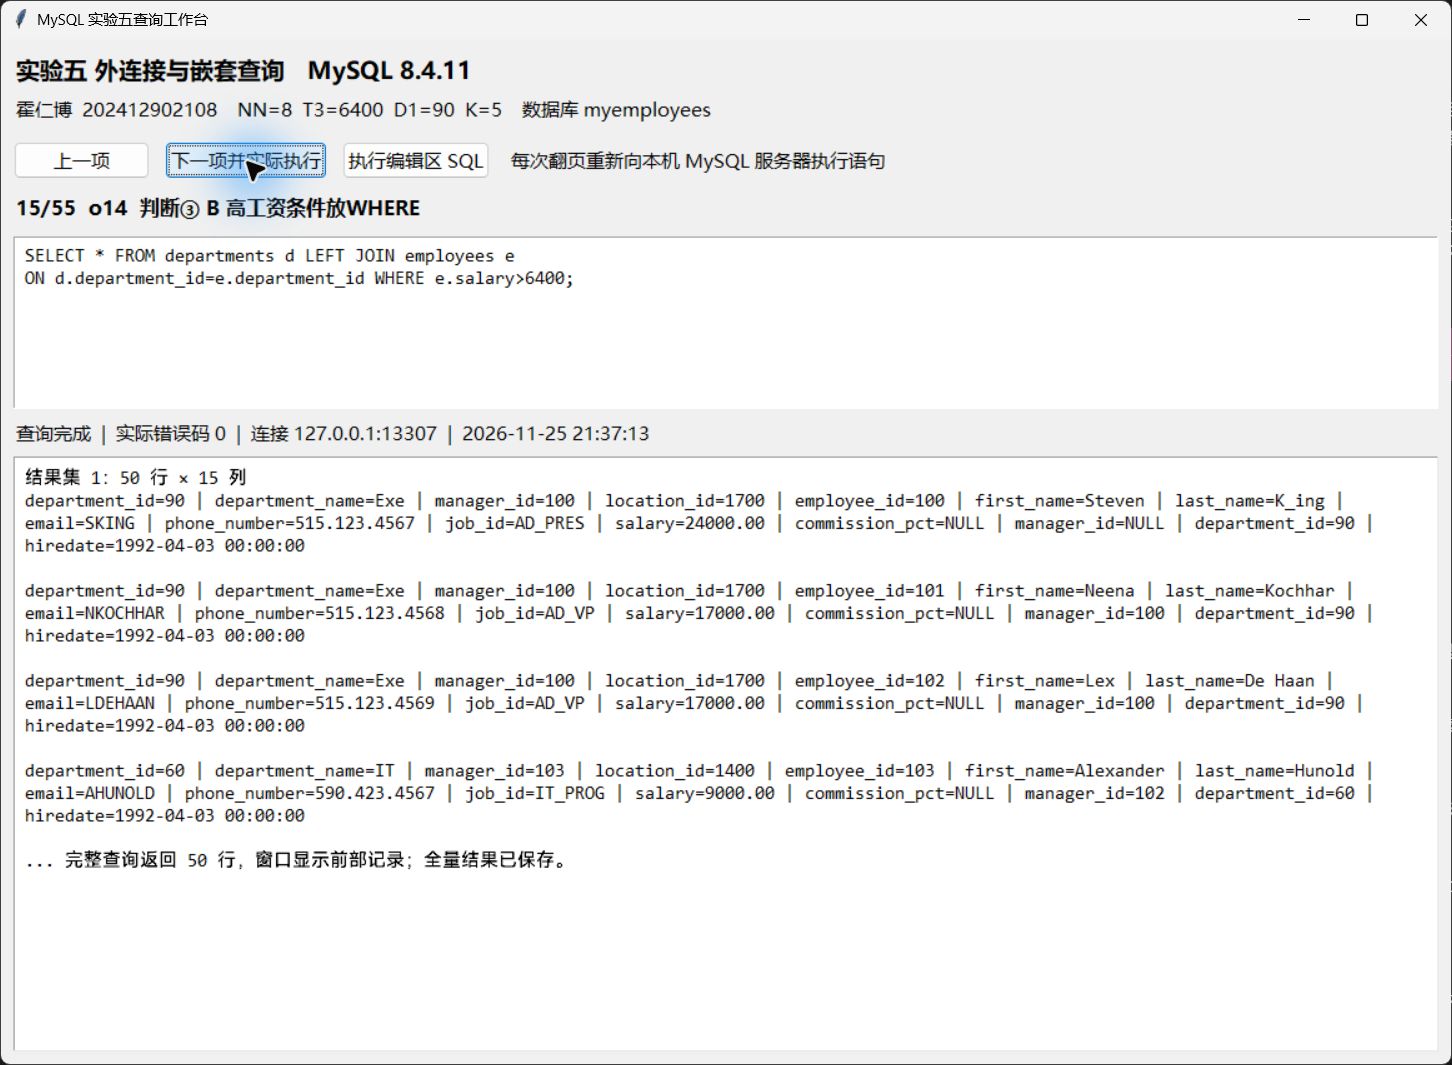 MySQL 实验五查询工作台
实验五 外连接与嵌套查询 MySQL 8.4.11
霍仁博 202412902108 NN=8 T3=6400 D1=90 K=5 数据库 myemployees
上一项 下一项并实际执行 执行编辑区 SQL 每次翻页重新向本机 MySQL 服务器执行语句
15/55 o14 判断③ B 高工资条件放WHERE
SELECT * FROM departments d LEFT JOIN employees e
ON d.department_id=e.department_id WHERE e.salary>6400;
查询完成 | 实际错误码 0 | 连接 127.0.0.1:13307 | 2026-11-25 21:37:13
结果集 1: 50 行 × 15 列
department_id=90 | department_name=Exe | manager_id=100 | location_id=1700 | employee_id=100 | first_name=Steven | last_name=K_ing |
email=SKING | phone_number=515.123.4567 | job_id=AD_PRES | salary=24000.00 | commission_pct=NULL | manager_id=NULL | department_id=90 |
hiredate=1992-04-03 00:00:00
department_id=90 | department_name=Exe | manager_id=100 | location_id=1700 | employee_id=101 | first_name=Neena | last_name=Kochhar |
email=NKOCHHAR | phone_number=515.123.4568 | job_id=AD_VP | salary=17000.00 | commission_pct=NULL | manager_id=100 | department_id=90 |
hiredate=1992-04-03 00:00:00
department_id=90 | department_name=Exe | manager_id=100 | location_id=1700 | employee_id=102 | first_name=Lex | last_name=De Haan |
email=LDEHAAN | phone_number=515.123.4569 | job_id=AD_VP | salary=17000.00 | commission_pct=NULL | manager_id=100 | department_id=90 |
hiredate=1992-04-03 00:00:00
department_id=60 | department_name=IT | manager_id=103 | location_id=1400 | employee_id=103 | first_name=Alexander | last_name=Hunold |
email=AHUNOLD | phone_number=590.423.4567 | job_id=IT_PROG | salary=9000.00 | commission_pct=NULL | manager_id=102 | department_id=60 |
hiredate=1992-04-03 00:00:00
... 完整查询返回 50 行，窗口显示前部记录；全量结果已保存。